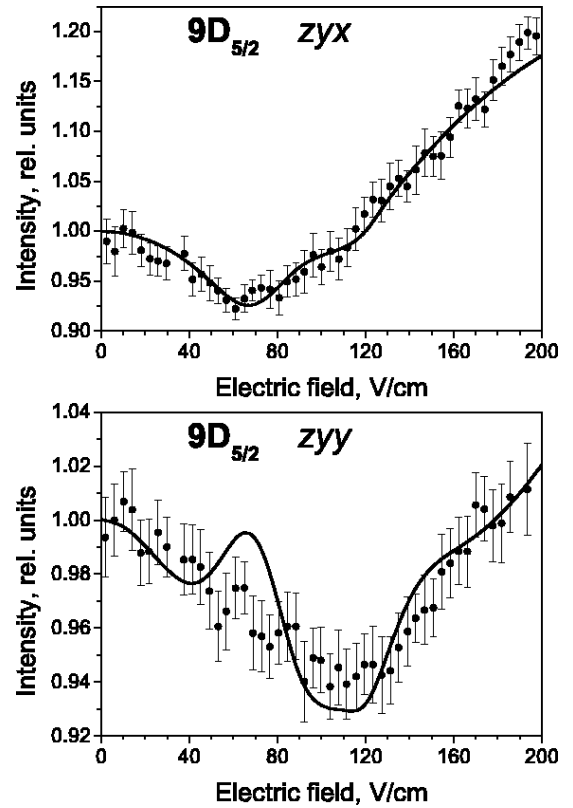 9D5/2 zyx
1.20
1.15
1.10
1.05
1.00
0.95
0.90
Intensity, rel. units
0 40 80 120 160 200
Electric field, V/cm
9D5/2 zyy
1.04
1.02
1.00
0.98
0.96
0.94
0.92
Intensity, rel. units
0 40 80 120 160 200
Electric field, V/cm